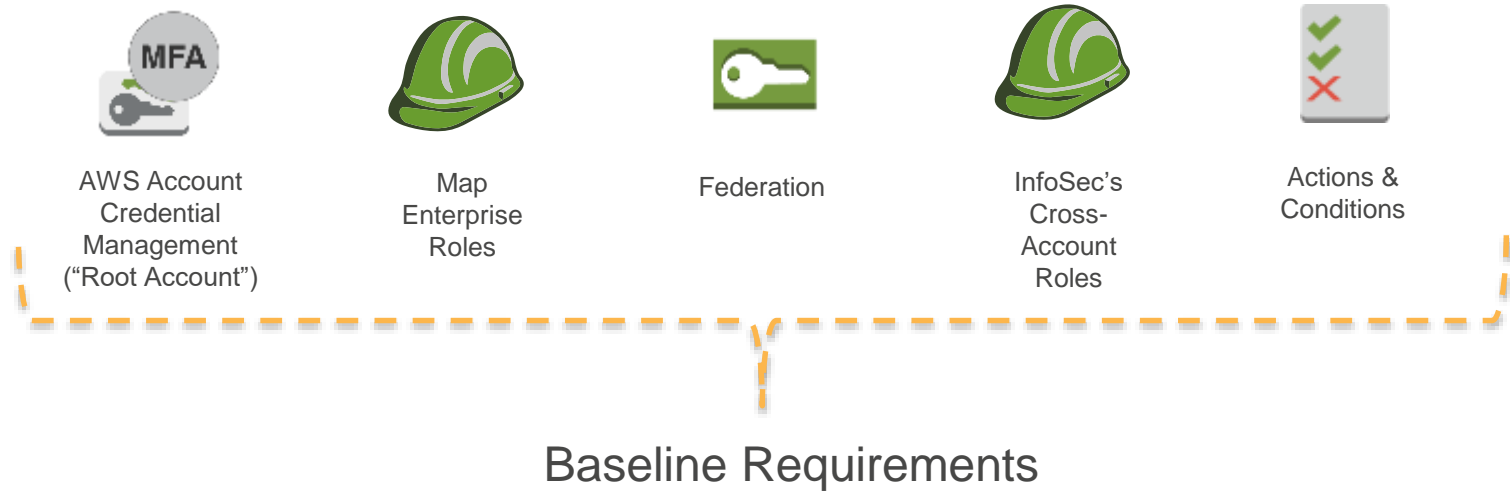 MFA
AWS Account
Credential
Management
(“Root Account”)
Map
Enterprise
Roles
Federation
InfoSec’s
Cross-
Account
Roles
Actions &
Conditions
Baseline Requirements